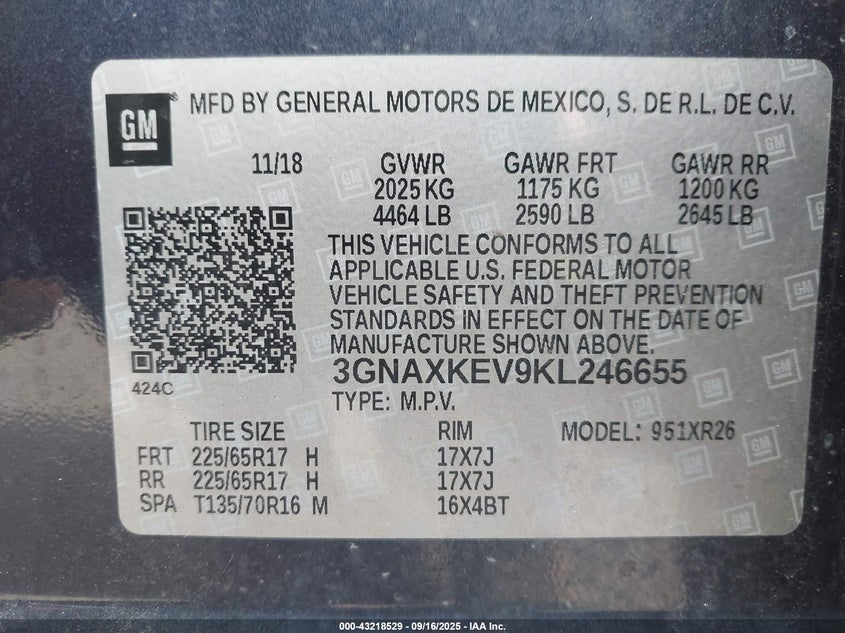 GM ® MFD BY GENERAL MOTORS DE MEXICO, S. DE R.L. DE C.V.
11/18 GVWR GAWR FRT GAWR RR
2025 KG 1175 KG 1200 KG
4464 LB 2590 LB 2645 LB
THIS VEHICLE CONFORMS TO ALL
APPLICABLE U.S. FEDERAL MOTOR
VEHICLE SAFETY AND THEFT PREVENTION
STANDARDS IN EFFECT ON THE DATE OF
MANUFACTURE SHOWN ABOVE.
424C
3GNAXKEV9KL246655
TYPE: M.P.V.
TIRE SIZE RIM MODEL: 951XR26
FRT 225/65R17 H 17X7J
RR 225/65R17 H 17X7J
SPA T135/70R16 M 16X4BT
000-43218529 - 09/16/2025 - IAA Inc.